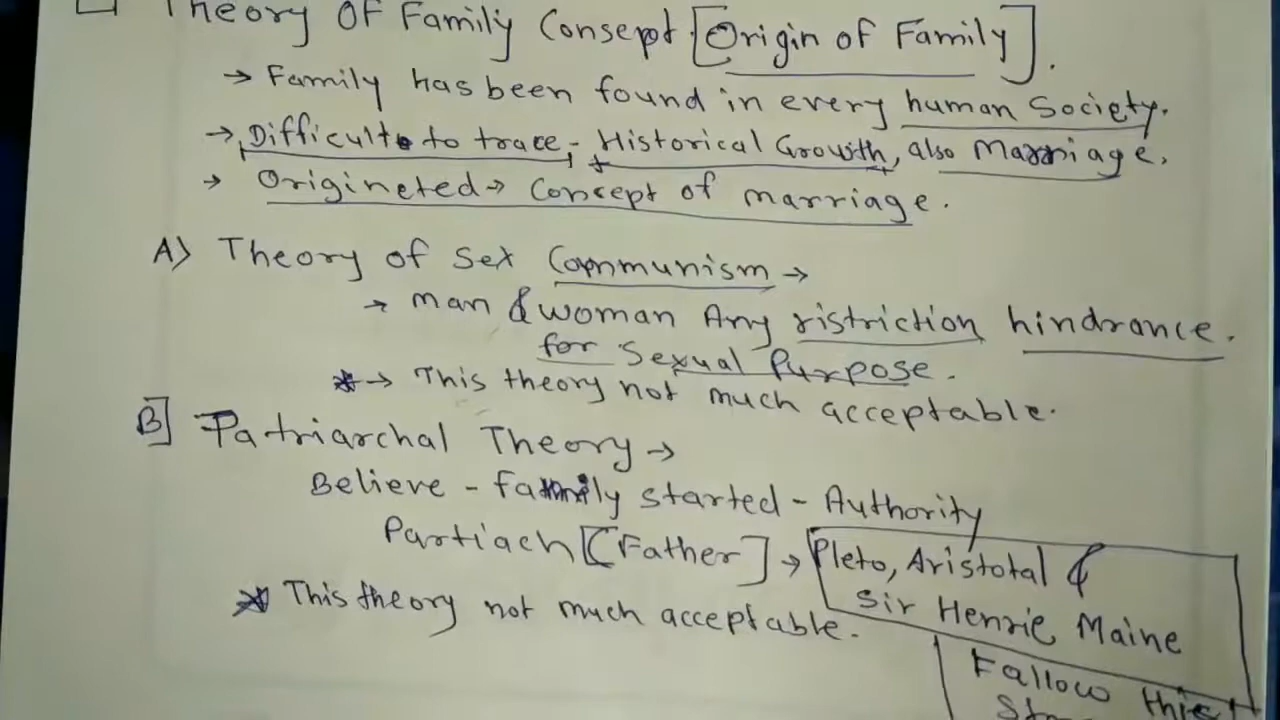 Theory OF Family Consept [Origin of Family].
→ Family has been found in every human Society.
→ Difficult to trace - Historical Growth, also Marriage.
→ Origineted → Concept of marriage.
A) Theory of Sex Communism →
→ man & woman Any ristriction hindrance.
for Sexual Purpose.
* → This theory not much acceptable.
B] Patriarchal Theory →
Believe - family started - Authority
Partiach [Father] → Pleto, Aristotal &
Sir Henrie Maine
* This theory not much acceptable.
Fallow this